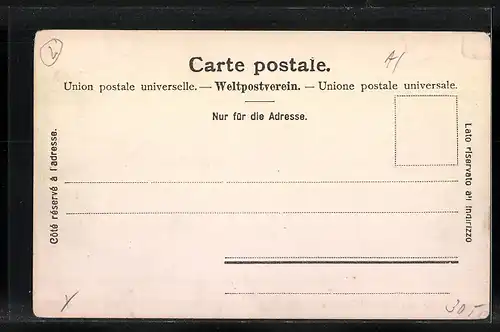 2
A/
Carte postale.
Union postale universelle. — Weltpostverein. — Unione postale universale.
Nur für die Adresse.
Côté réservé à l'adresse.
Lato riservato all indirizzo